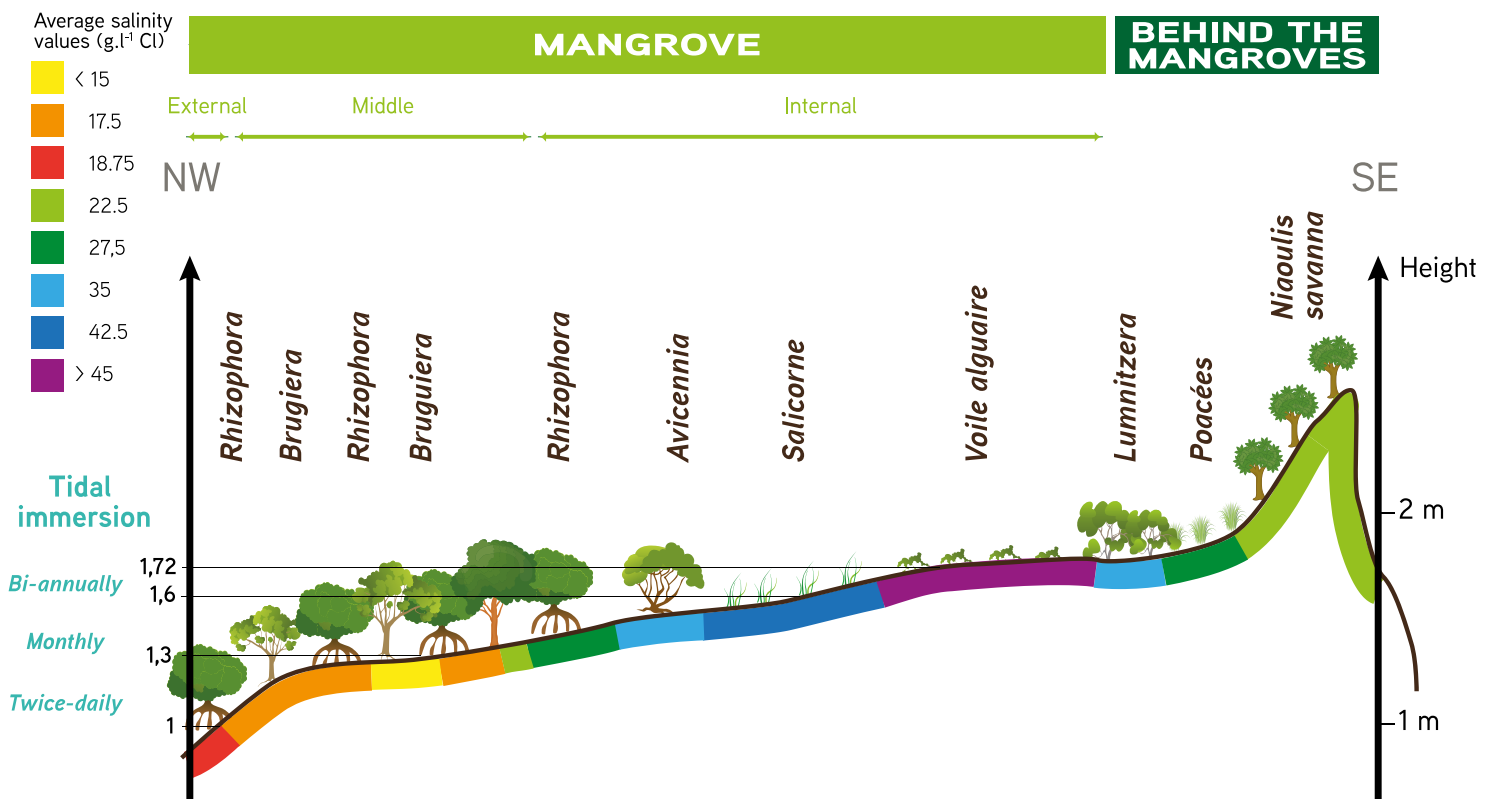 Average salinity
values (g.l⁻¹ Cl)
< 15
17.5
18.75
22.5
27,5
35
42.5
> 45
MANGROVE
BEHIND THE
MANGROVES
External
Middle
Internal
NW
SE
Height
Rhizophora
Brugiera
Rhizophora
Bruguiera
Rhizophora
Avicennia
Salicorne
Voile alguaire
Lumnitzera
Poacées
Niaoulis
savanna
Tidal
immersion
1,72
Bi-annually
1,6
Monthly
1,3
Twice-daily
1
2 m
1 m